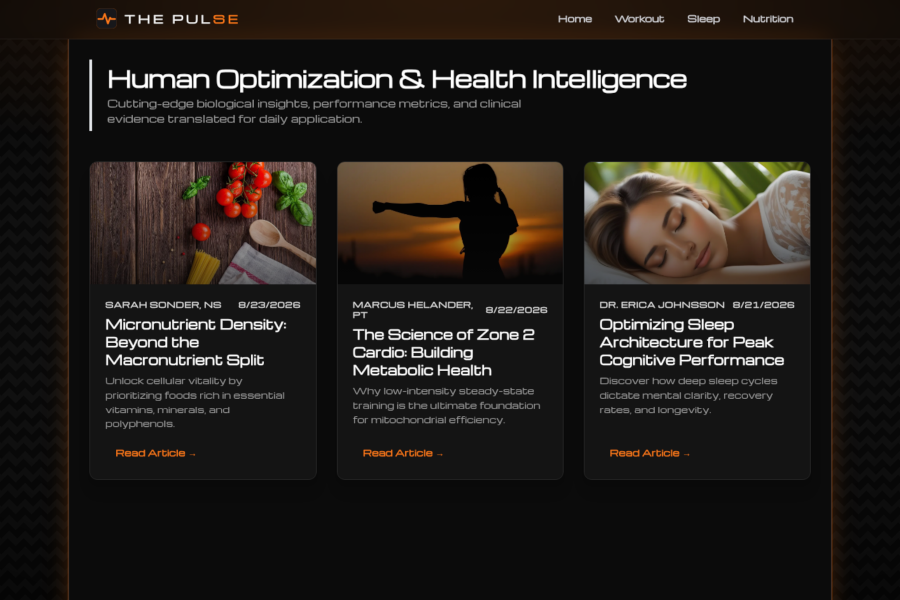 THE PULSE
Home Workout Sleep Nutrition
Human Optimization & Health Intelligence
Cutting-edge biological insights, performance metrics, and clinical
evidence translated for daily application.
SARAH SONDER, NS 8/23/2026
Micronutrient Density:
Beyond the
Macronutrient Split
Unlock cellular vitality by
prioritizing foods rich in essential
vitamins, minerals, and
polyphenols.
Read Article →
MARCUS HELANDER,
PT
8/22/2026
The Science of Zone 2
Cardio: Building
Metabolic Health
Why low-intensity steady-state
training is the ultimate foundation
for mitochondrial efficiency.
Read Article →
DR. ERICA JOHNSSON 8/21/2026
Optimizing Sleep
Architecture for Peak
Cognitive Performance
Discover how deep sleep cycles
dictate mental clarity, recovery
rates, and longevity.
Read Article →